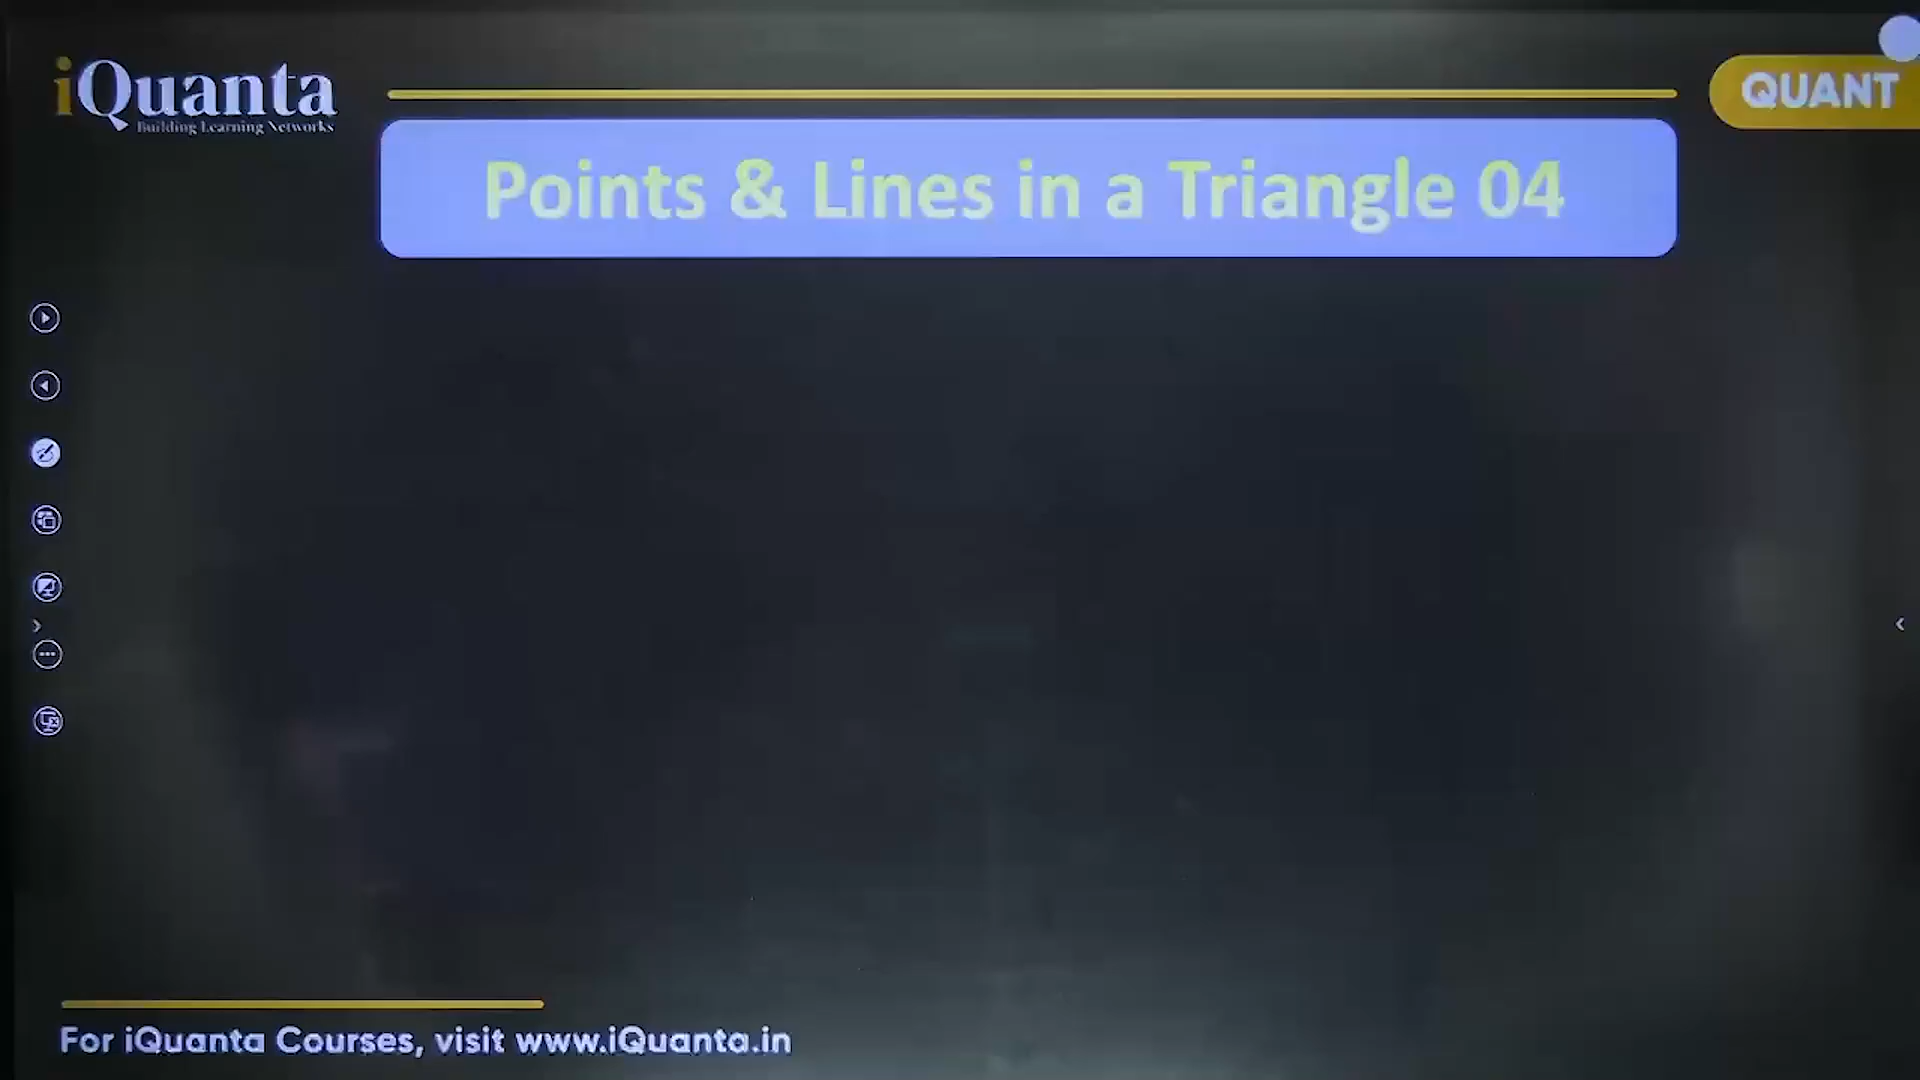 iQuanta
Building Learning Networks
QUANT
Points & Lines in a Triangle 04
For iQuanta Courses, visit www.iQuanta.in